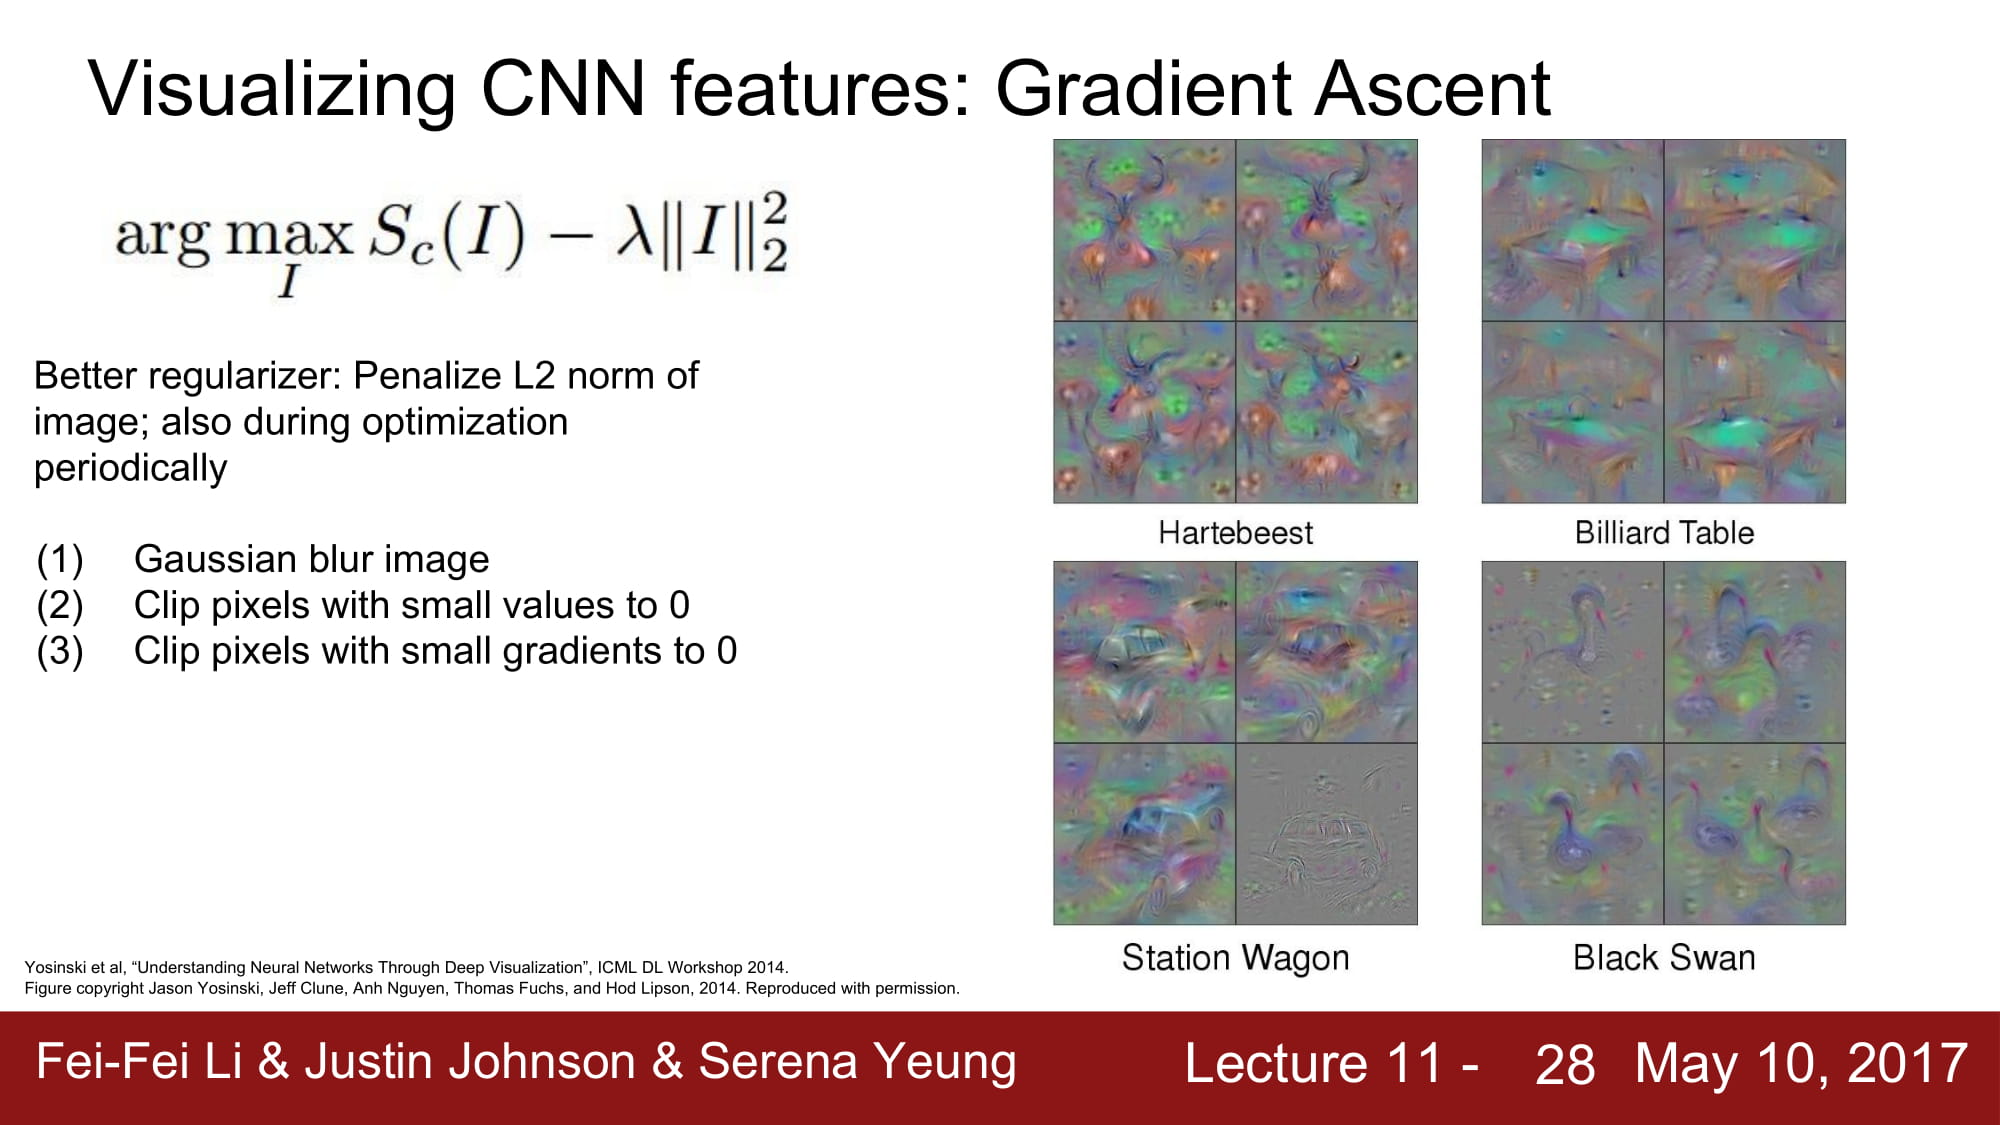 Visualizing CNN features: Gradient Ascent
arg max S_c(I) − λ‖I‖₂²
I
Better regularizer: Penalize L2 norm of
image; also during optimization
periodically
(1) Gaussian blur image
(2) Clip pixels with small values to 0
(3) Clip pixels with small gradients to 0
Hartebeest
Billiard Table
Station Wagon
Black Swan
Yosinski et al, “Understanding Neural Networks Through Deep Visualization”, ICML DL Workshop 2014.
Figure copyright Jason Yosinski, Jeff Clune, Anh Nguyen, Thomas Fuchs, and Hod Lipson, 2014. Reproduced with permission.
Fei-Fei Li & Justin Johnson & Serena Yeung
Lecture 11 - 28 May 10, 2017